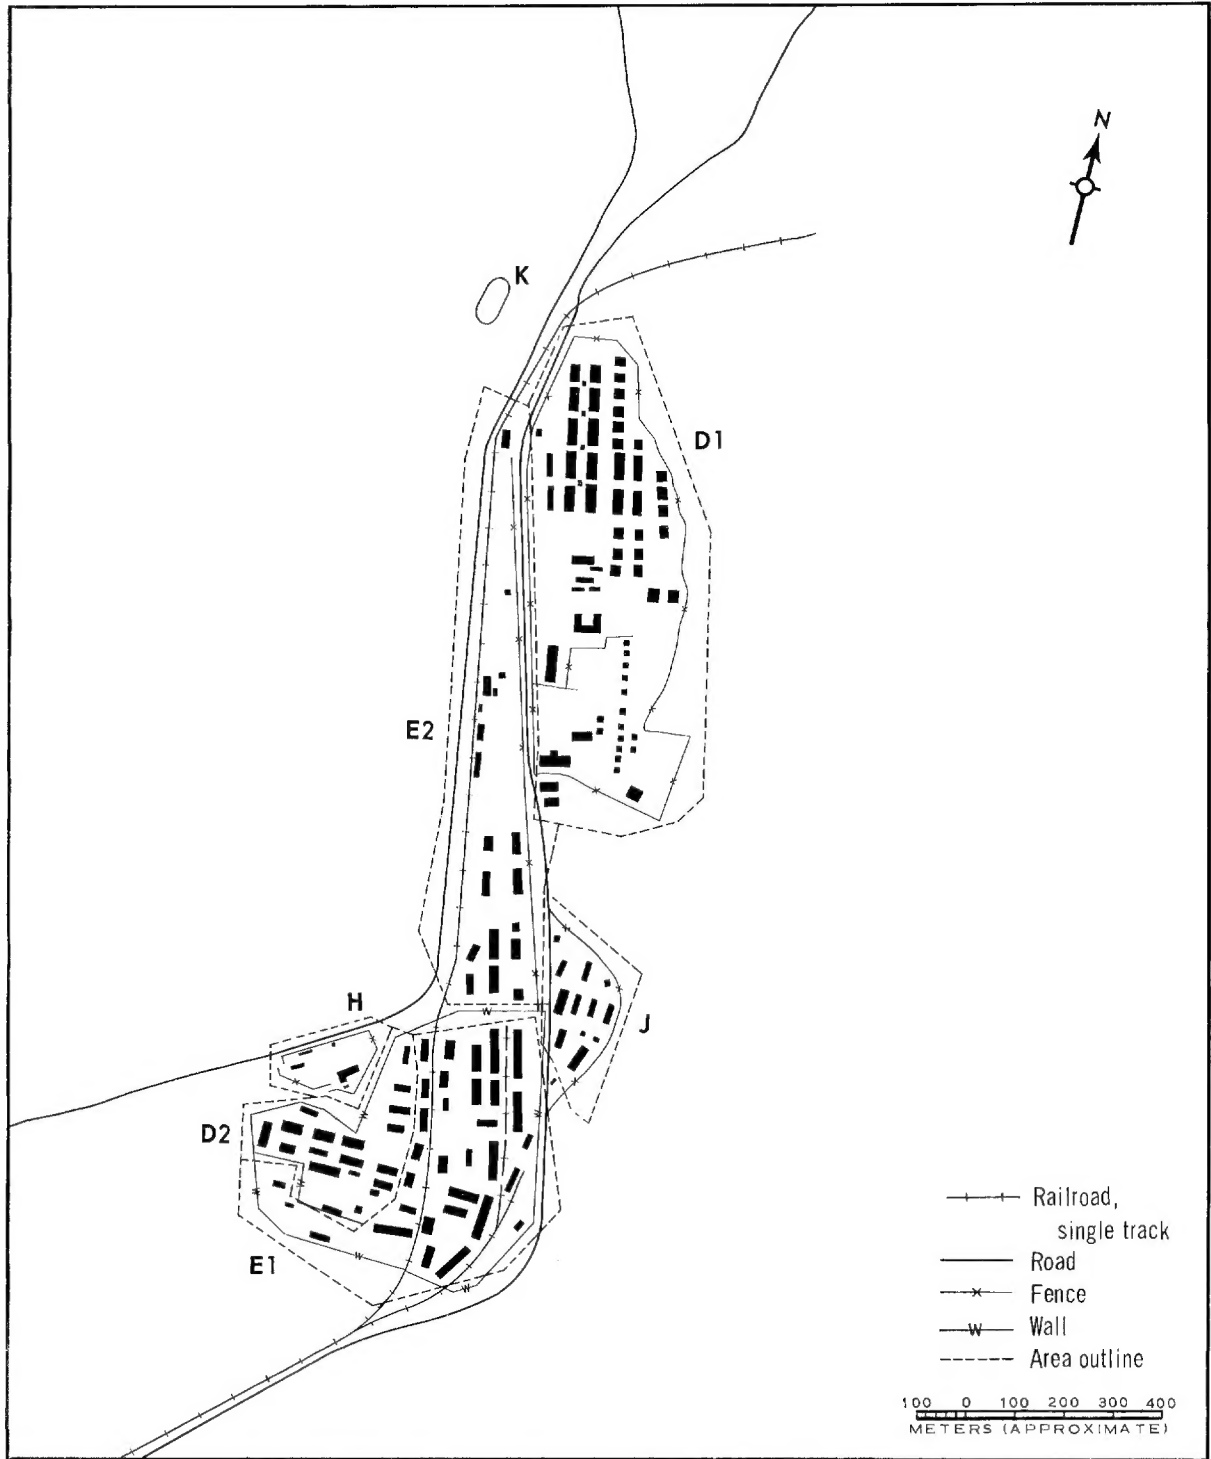 N
K
D1
E2
H
J
D2
E1
Railroad,
single track
Road
Fence
W Wall
Area outline
100 0 100 200 300 400
METERS (APPROXIMATE)
W
W
W
W
W
W
W